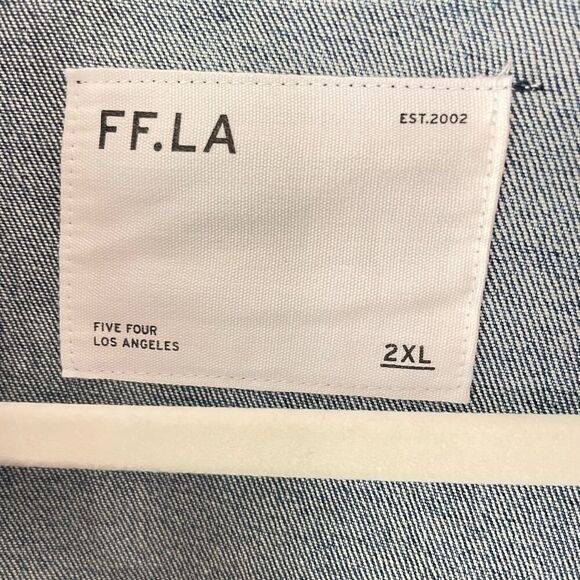 FF.LA
EST.2002
FIVE FOUR
LOS ANGELES
2XL